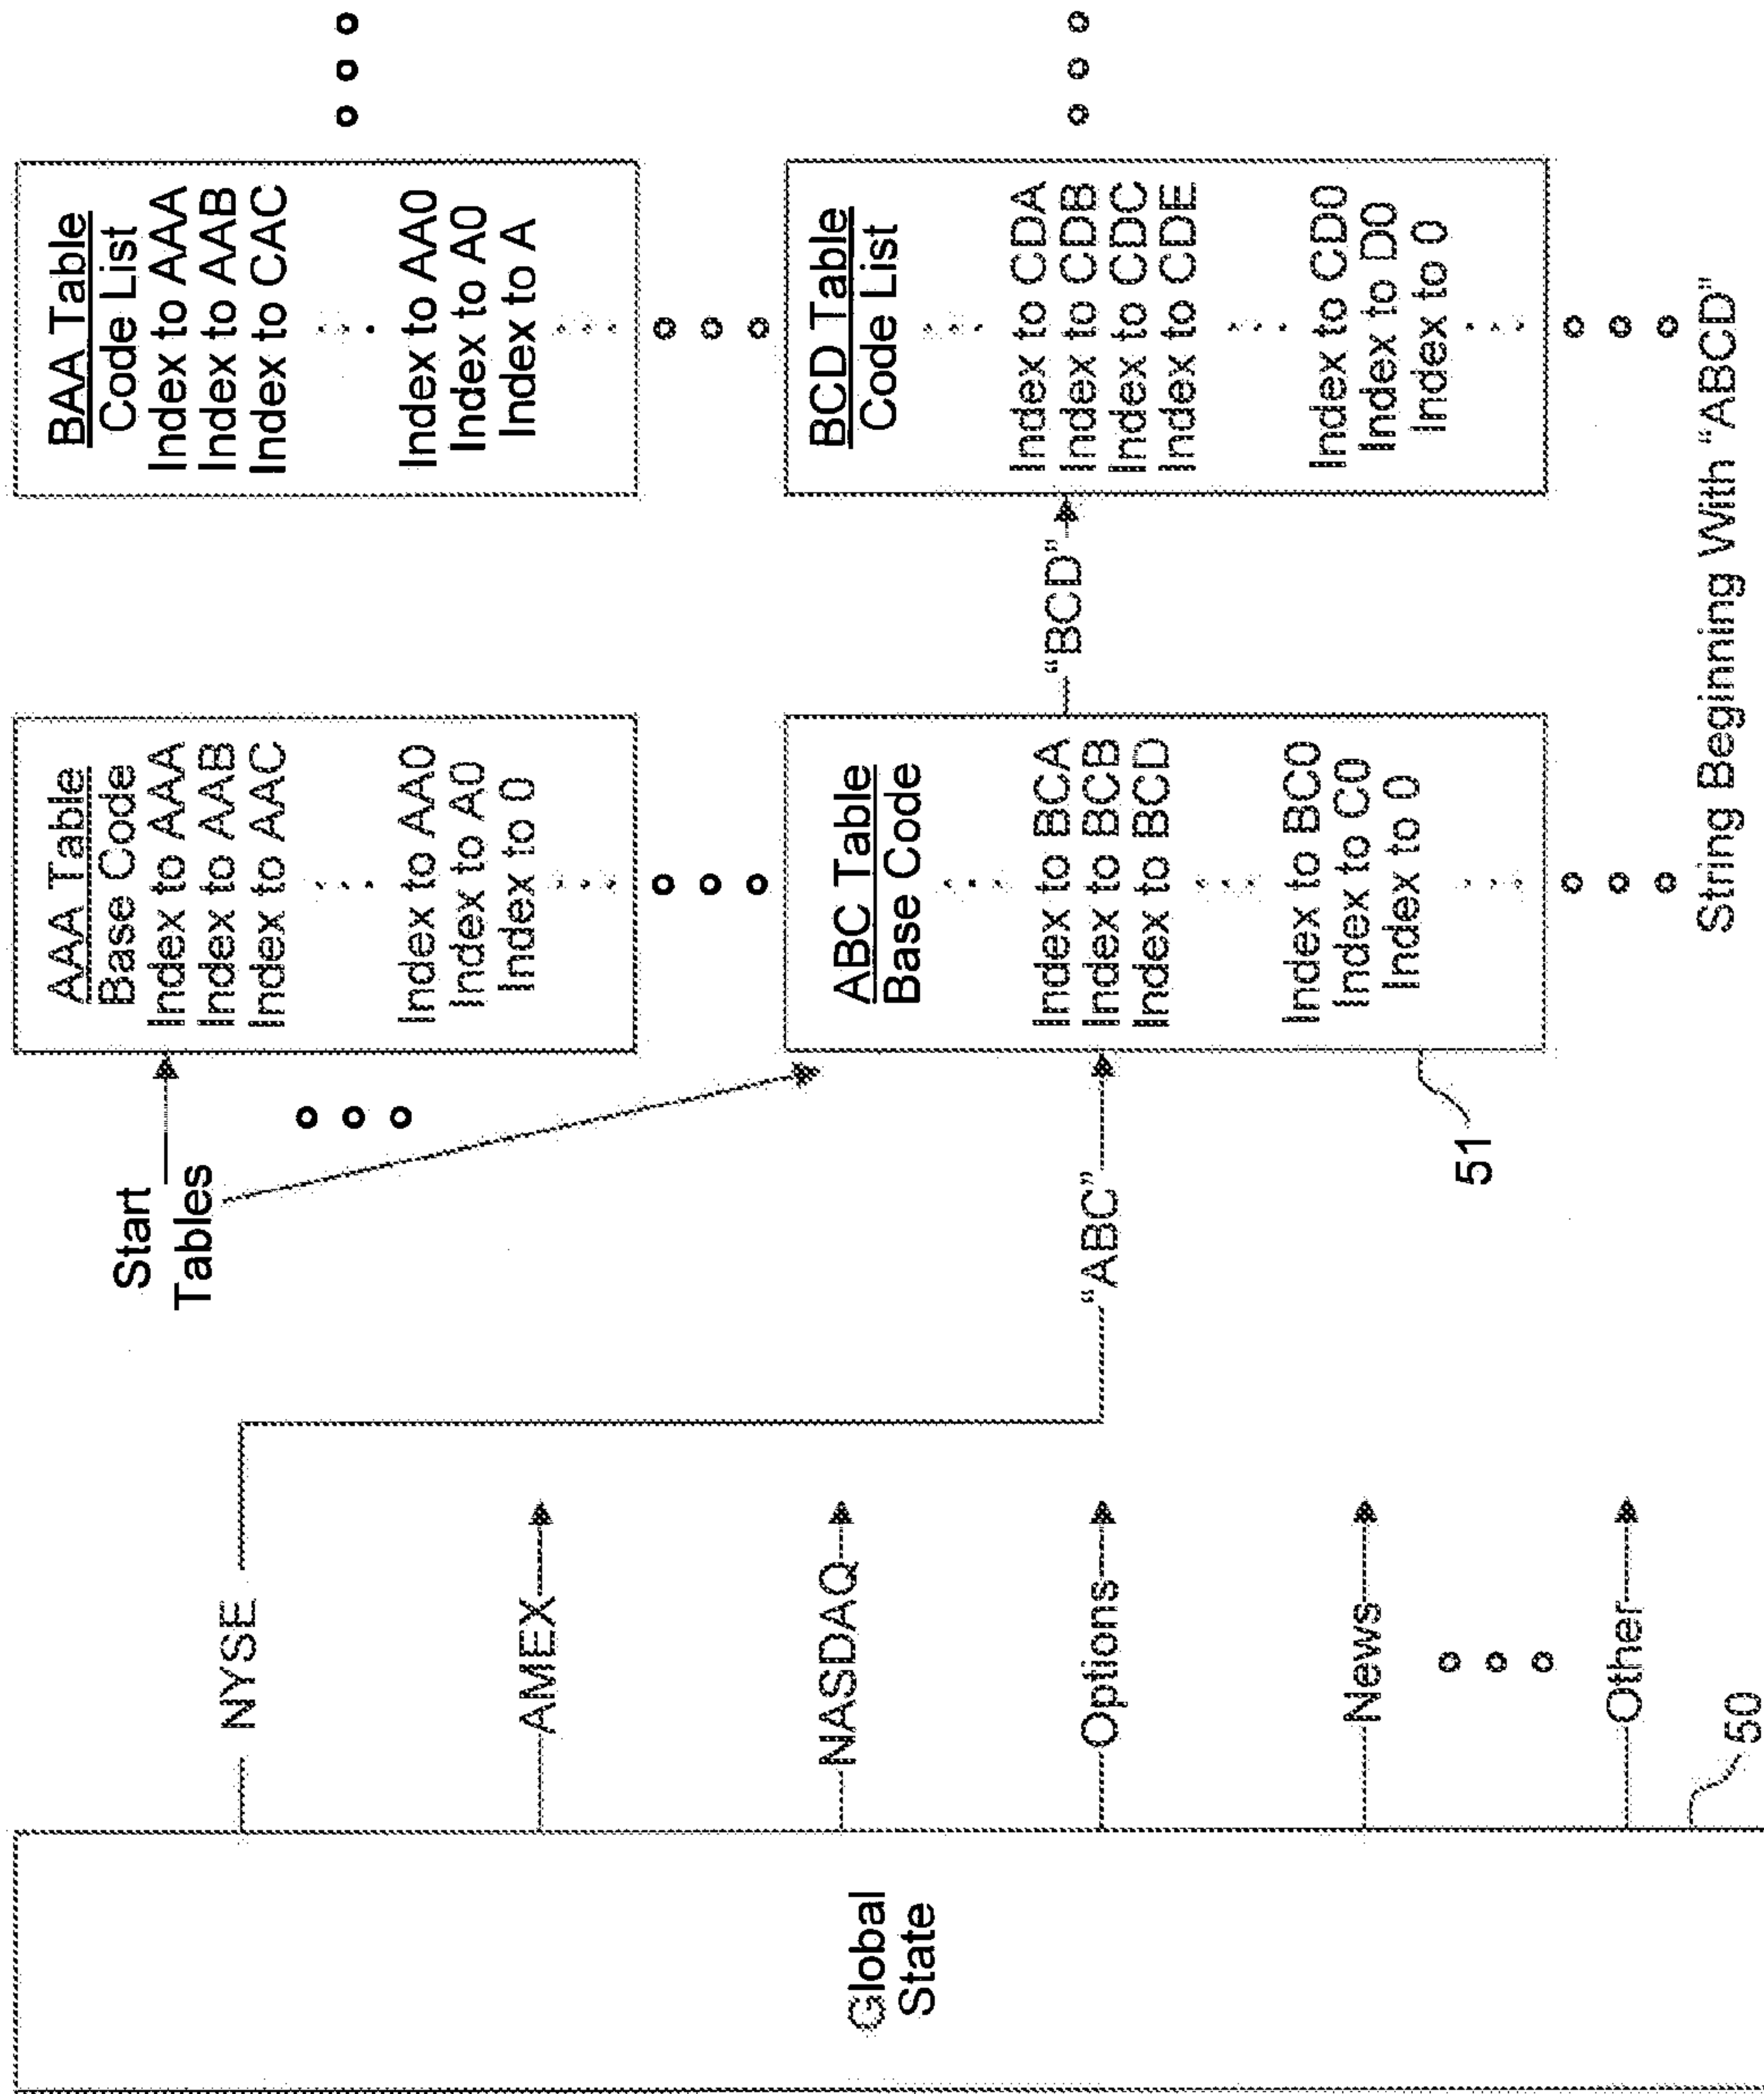 Global
State
50
NYSE
AMEX
NASDAQ
Options
News
Other
Start
Tables
"ABC"
AAA Table
Base Code
Index to AAA
Index to AAB
Index to AAC
Index to AA0
Index to A0
Index to 0
ABC Table
Base Code
Index to BCA
Index to BCB
Index to BCD
Index to BC0
Index to C0
Index to 0
51
"BCD"
BAA Table
Code List
Index to AAA
Index to AAB
Index to CAC
Index to AA0
Index to A0
Index to A
BCD Table
Code List
Index to CDA
Index to CDB
Index to CDC
Index to CDE
Index to CD0
Index to D0
Index to 0
String Beginning With "ABCD"